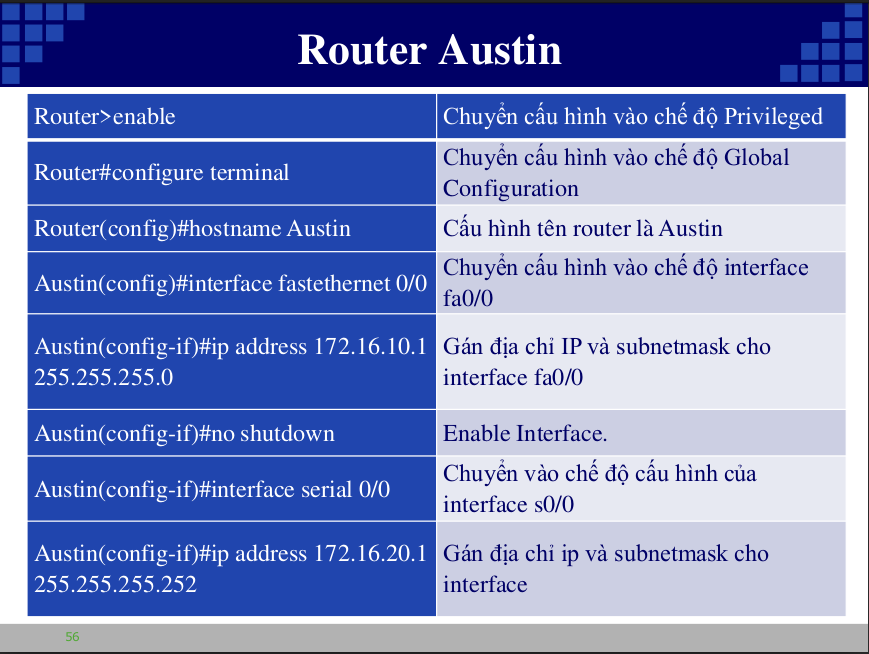 Router Austin
Router>enable
Chuyển cấu hình vào chế độ Privileged
Router#configure terminal
Chuyển cấu hình vào chế độ Global
Configuration
Router(config)#hostname Austin
Cấu hình tên router là Austin
Austin(config)#interface fastethernet 0/0
Chuyển cấu hình vào chế độ interface
fa0/0
Austin(config-if)#ip address 172.16.10.1
255.255.255.0
Gán địa chỉ IP và subnetmask cho
interface fa0/0
Austin(config-if)#no shutdown
Enable Interface.
Austin(config-if)#interface serial 0/0
Chuyển vào chế độ cấu hình của
interface s0/0
Austin(config-if)#ip address 172.16.20.1
255.255.255.252
Gán địa chỉ ip và subnetmask cho
interface
56